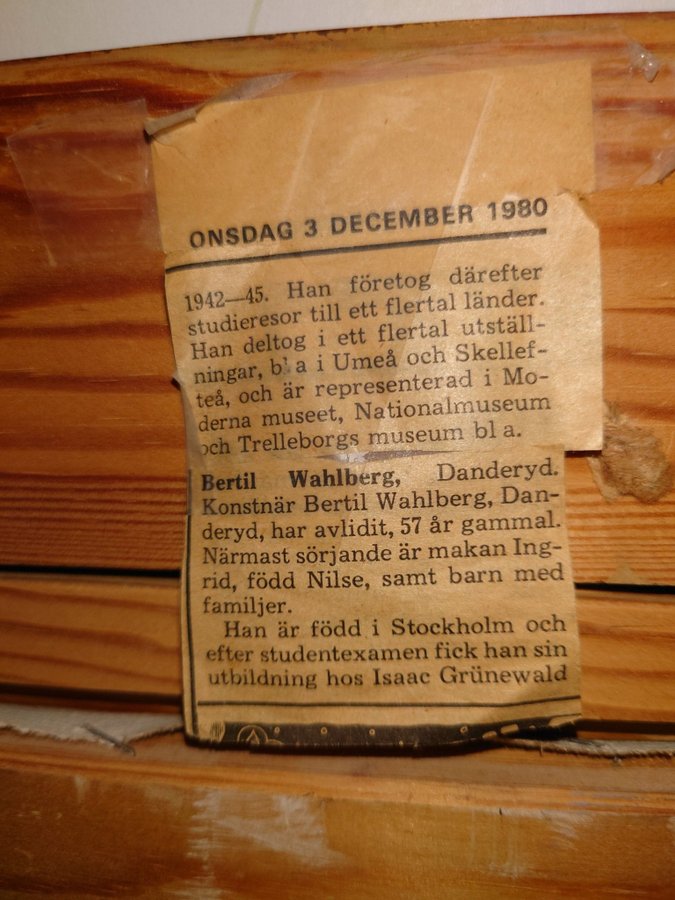 ONSDAG 3 DECEMBER 1980
1942—45. Han företog därefter
studieresor till ett flertal länder.
Han deltog i ett flertal utställ-
ningar, bl a i Umeå och Skellef-
teå, och är representerad i Mo-
derna museet, Nationalmuseum
och Trelleborgs museum bl a.
Bertil Wahlberg, Danderyd.
Konstnär Bertil Wahlberg, Dan-
deryd, har avlidit, 57 år gammal.
Närmast sörjande är makan Ing-
rid, född Nilse, samt barn med
familjer.
Han är född i Stockholm och
efter studentexamen fick han sin
utbildning hos Isaac Grünewald